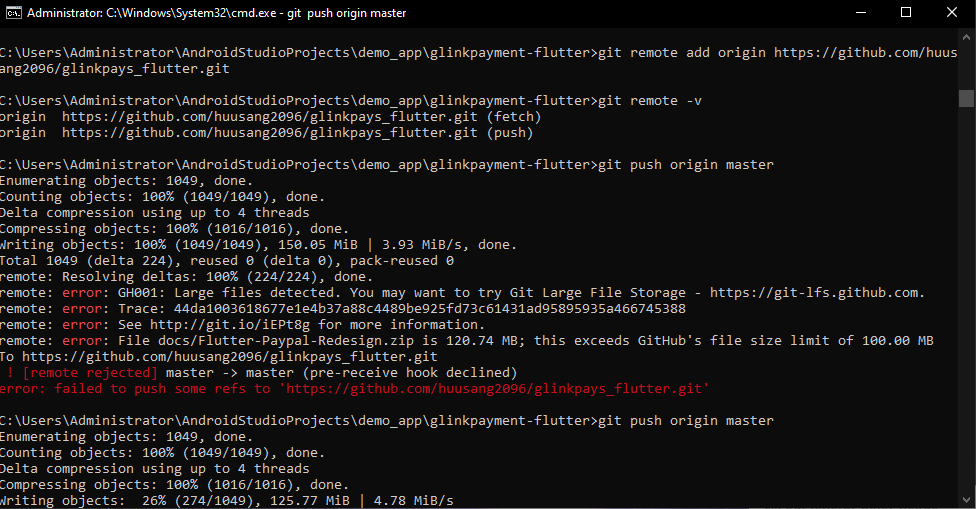 Administrator: C:\Windows\System32\cmd.exe - git  push origin master
C:\Users\Administrator\AndroidStudioProjects\demo_app\glinkpayment-flutter>git remote add origin https://github.com/huus
ang2096/glinkpays_flutter.git
C:\Users\Administrator\AndroidStudioProjects\demo_app\glinkpayment-flutter>git remote -v
origin  https://github.com/huusang2096/glinkpays_flutter.git (fetch)
origin  https://github.com/huusang2096/glinkpays_flutter.git (push)
C:\Users\Administrator\AndroidStudioProjects\demo_app\glinkpayment-flutter>git push origin master
Enumerating objects: 1049, done.
Counting objects: 100% (1049/1049), done.
Delta compression using up to 4 threads
Compressing objects: 100% (1016/1016), done.
Writing objects: 100% (1049/1049), 150.05 MiB | 3.93 MiB/s, done.
Total 1049 (delta 224), reused 0 (delta 0), pack-reused 0
remote: Resolving deltas: 100% (224/224), done.
remote: error: GH001: Large files detected. You may want to try Git Large File Storage - https://git-lfs.github.com.
remote: error: Trace: 44da1003618677e1e4b37a88c4489be925fd73c61431ad95895935a466745388
remote: error: See http://git.io/iEPt8g for more information.
remote: error: File docs/Flutter-Paypal-Redesign.zip is 120.74 MB; this exceeds GitHub's file size limit of 100.00 MB
To https://github.com/huusang2096/glinkpays_flutter.git
 ! [remote rejected] master -> master (pre-receive hook declined)
error: failed to push some refs to 'https://github.com/huusang2096/glinkpays_flutter.git'
C:\Users\Administrator\AndroidStudioProjects\demo_app\glinkpayment-flutter>git push origin master
Enumerating objects: 1049, done.
Counting objects: 100% (1049/1049), done.
Delta compression using up to 4 threads
Compressing objects: 100% (1016/1016), done.
Writing objects:  26% (274/1049), 125.77 MiB | 4.78 MiB/s